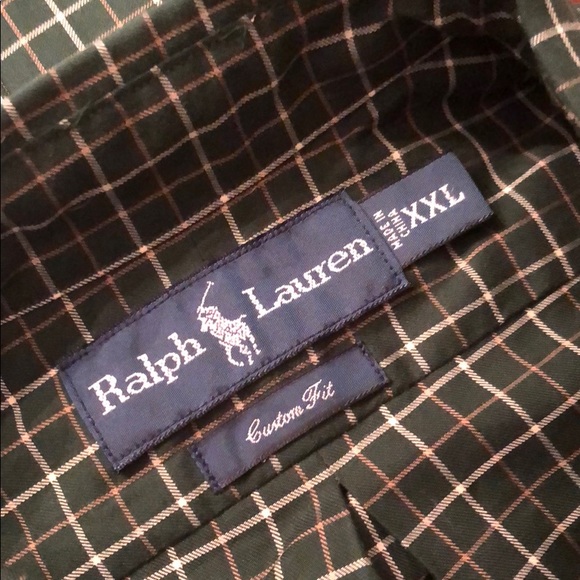 Ralph Lauren
XXL
MADE IN
CHINA
Custom Fit